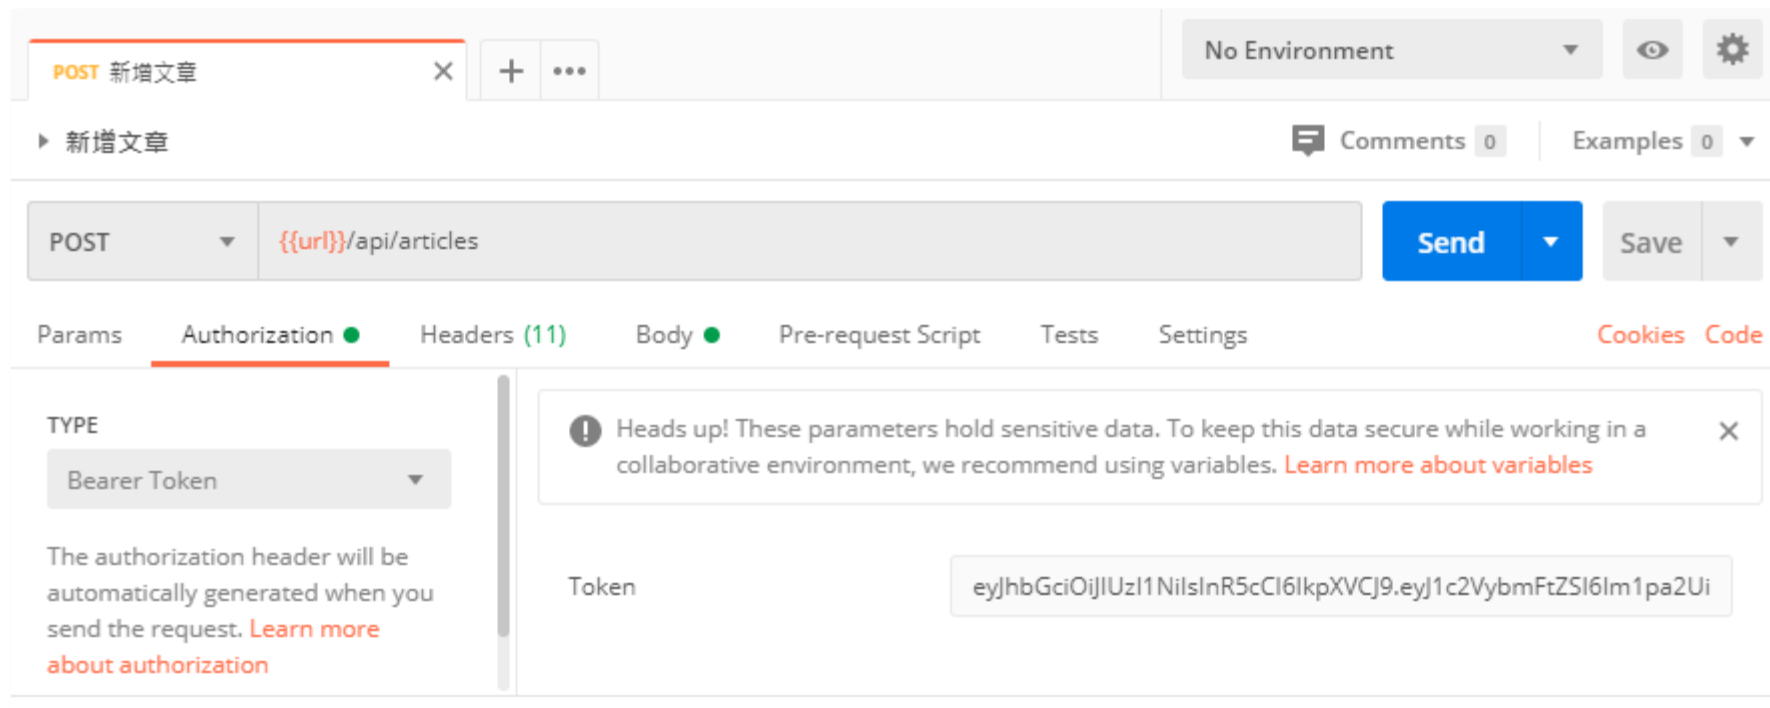 POST 新增文章
No Environment
新增文章
Comments 0
Examples 0
POST
{{url}}/api/articles
Send
Save
Params
Authorization
Headers (11)
Body
Pre-request Script
Tests
Settings
Cookies
Code
TYPE
Bearer Token
The authorization header will be
automatically generated when you
send the request. Learn more
about authorization
Heads up! These parameters hold sensitive data. To keep this data secure while working in a
collaborative environment, we recommend using variables. Learn more about variables
Token
eyJhbGciOiJIUzI1NiIsInR5cCI6IkpXVCJ9.eyJ1c2VybmFtZSI6Im1pa2Ui